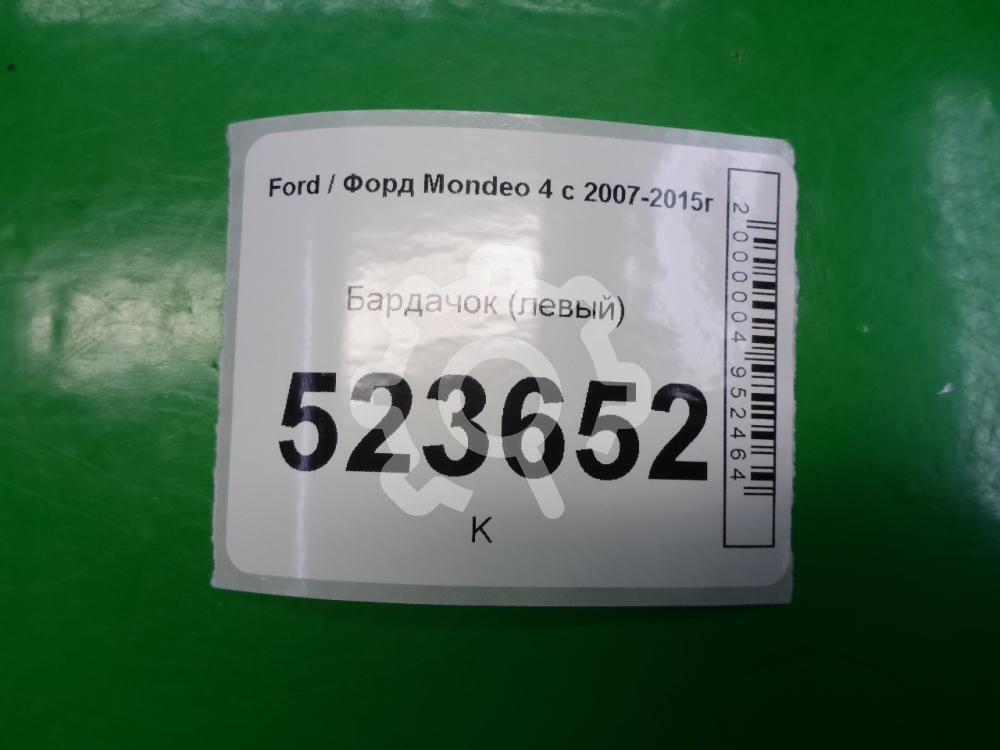 Ford / Форд Mondeo 4 с 2007-2015г
Бардачок (левый)
523652
К
2000004952464